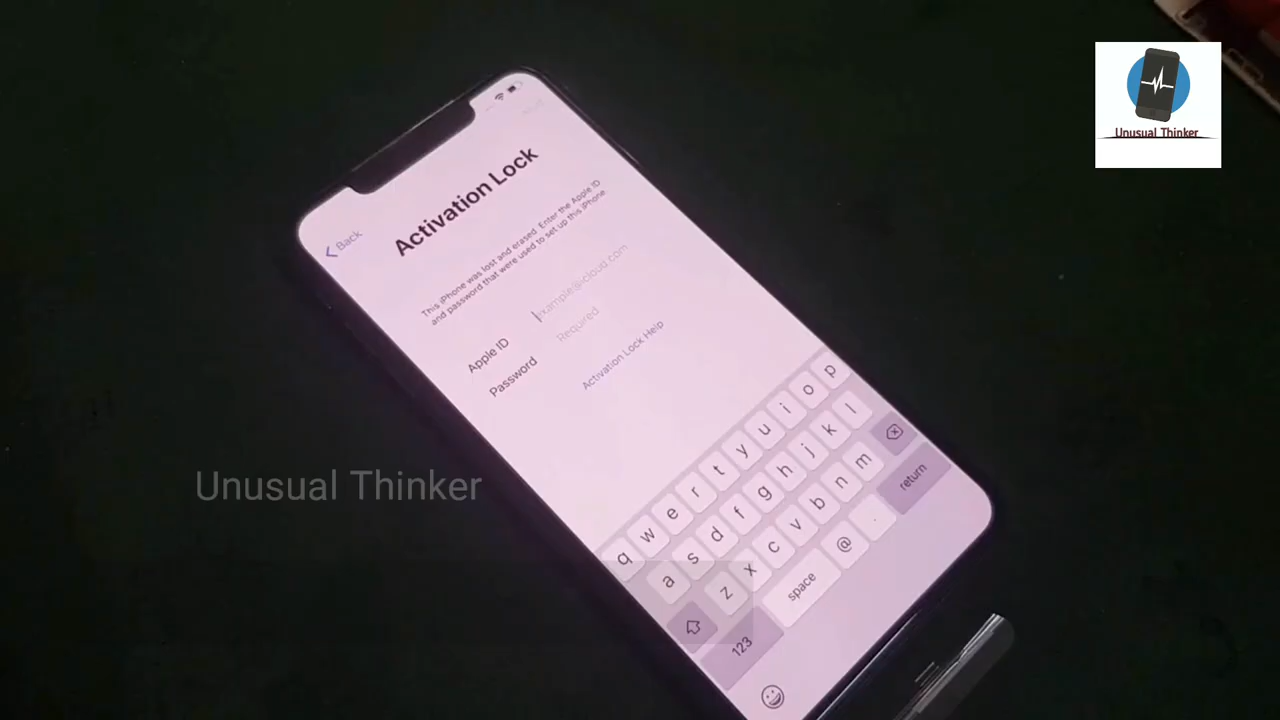 Unusual Thinker
Back
Activation Lock
This iPhone was lost and erased. Enter the Apple ID
and password that were used to set up this iPhone.
Apple ID
example@icloud.com
Password
Required
Activation Lock Help
q w e r t y u i o p
a s d f g h j k l
z x c v b n m
123 space @ . return
Unusual Thinker